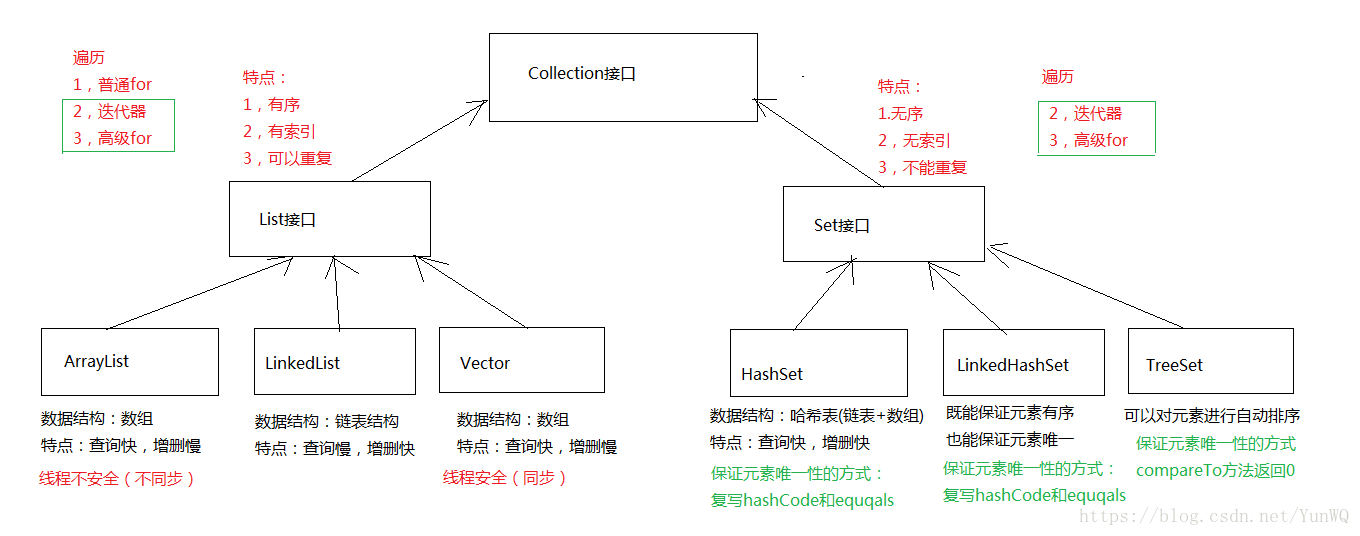 Collection接口
遍历
1，普通for
2，迭代器
3，高级for
特点：
1，有序
2，有索引
3，可以重复
特点：
1.无序
2，无索引
3，不能重复
遍历
2，迭代器
3，高级for
List接口
Set接口
ArrayList
数据结构：数组
特点：查询快，增删慢
线程不安全（不同步）
LinkedList
数据结构：链表结构
特点：查询慢，增删快
Vector
数据结构：数组
特点：查询快，增删慢
线程安全（同步）
HashSet
数据结构：哈希表(链表+数组)
特点：查询快，增删快
保证元素唯一性的方式：
复写hashCode和equqals
LinkedHashSet
既能保证元素有序
也能保证元素唯一
保证元素唯一性的方式：
复写hashCode和equqals
TreeSet
可以对元素进行自动排序
保证元素唯一性的方式
compareTo方法返回0
https://blog.csdn.net/YunWQ